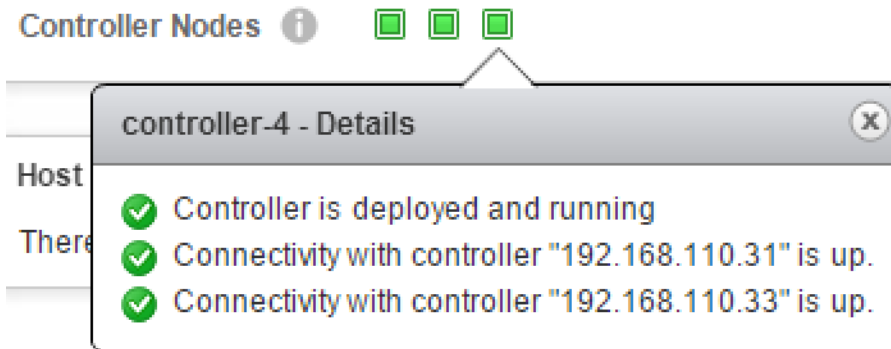 Controller Nodes
controller-4 - Details
Host
There
Controller is deployed and running
Connectivity with controller "192.168.110.31" is up.
Connectivity with controller "192.168.110.33" is up.